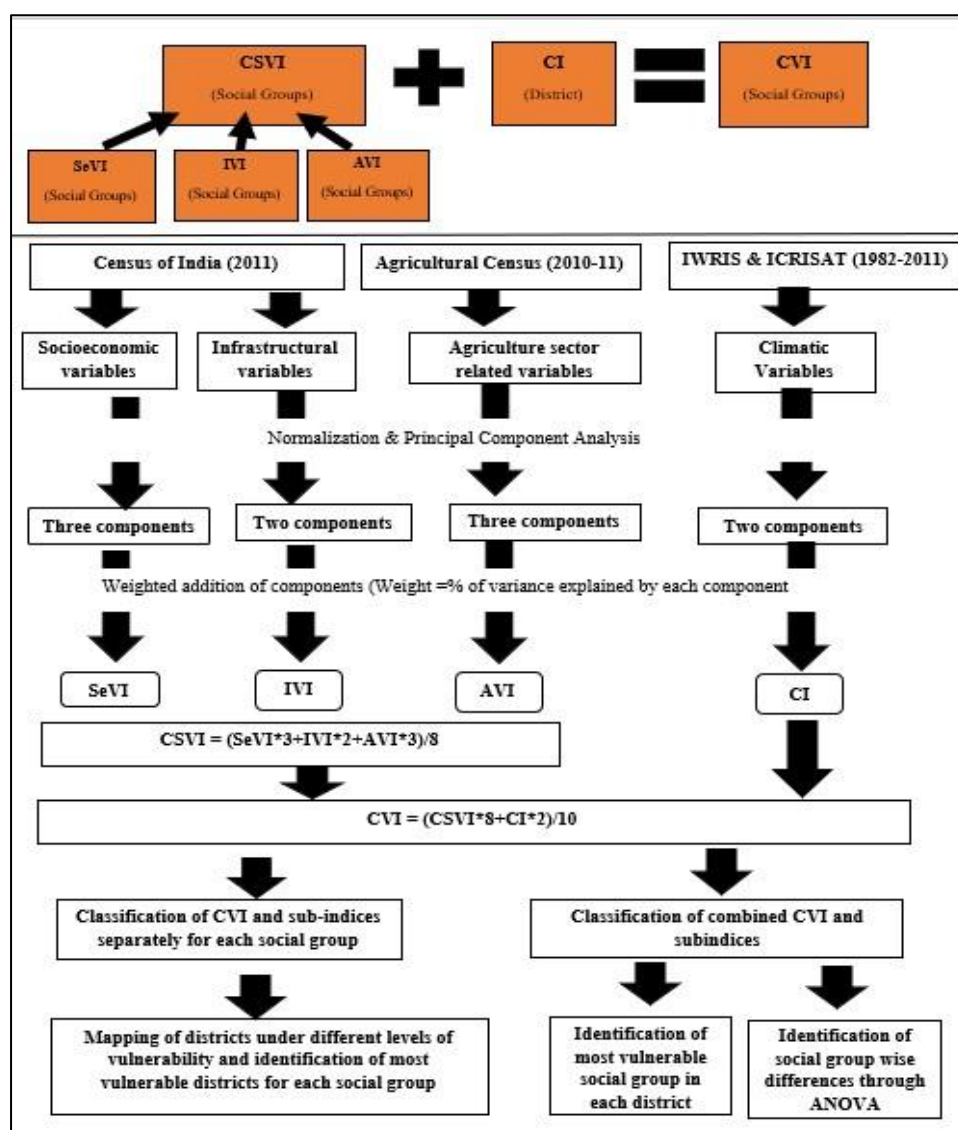 CSVI
(Social Groups)
CI
(District)
CVI
(Social Groups)
SeVI
(Social Groups)
IVI
(Social Groups)
AVI
(Social Groups)
Census of India (2011)
Agricultural Census (2010-11)
IWRIS & ICRISAT (1982-2011)
Socioeconomic
variables
Infrastructural
variables
Agriculture sector
related variables
Climatic
Variables
Normalization & Principal Component Analysis
Three components
Two components
Three components
Two components
Weighted addition of components (Weight =% of variance explained by each component
SeVI
IVI
AVI
CI
CSVI = (SeVI*3+IVI*2+AVI*3)/8
CVI = (CSVI*8+CI*2)/10
Classification of CVI and sub-indices
separately for each social group
Classification of combined CVI and
subindices
Mapping of districts under different levels of
vulnerability and identification of most
vulnerable districts for each social group
Identification of
most vulnerable
social group in
each district
Identification of
social group wise
differences through
ANOVA